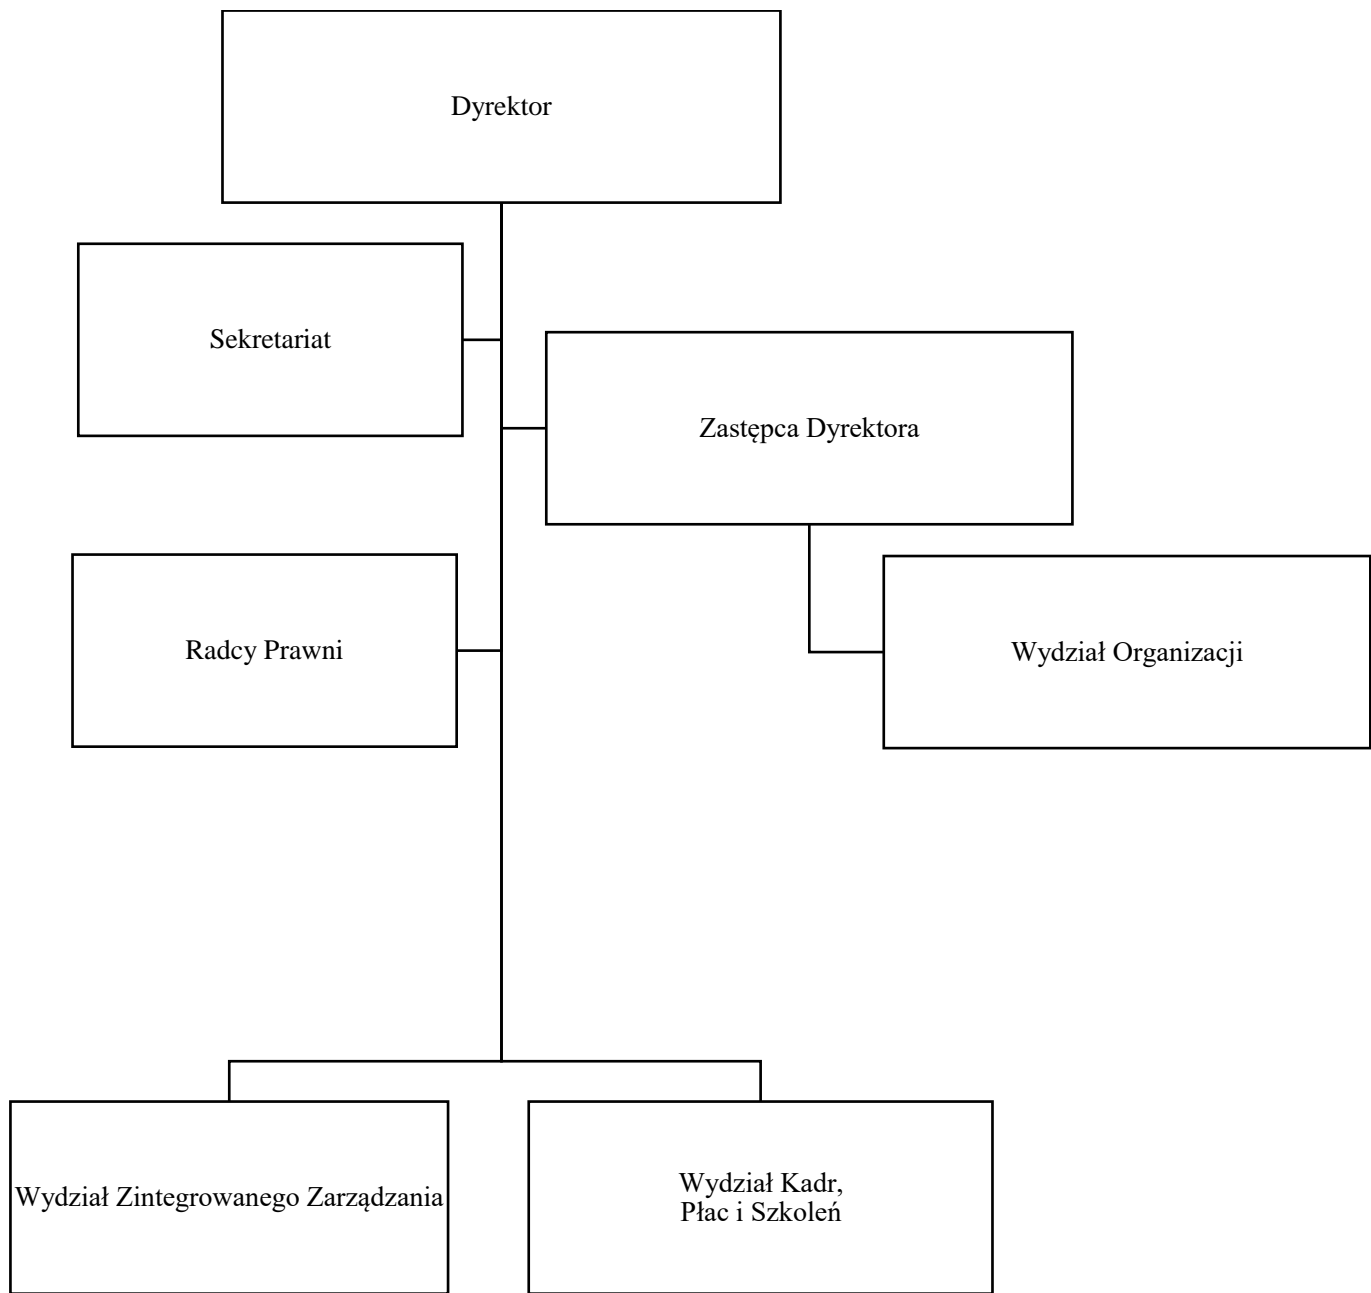 Dyrektor
Sekretariat
Zastępca Dyrektora
Radcy Prawni
Wydział Organizacji
Wydział Zintegrowanego Zarządzania
Wydział Kadr,
Płac i Szkoleń